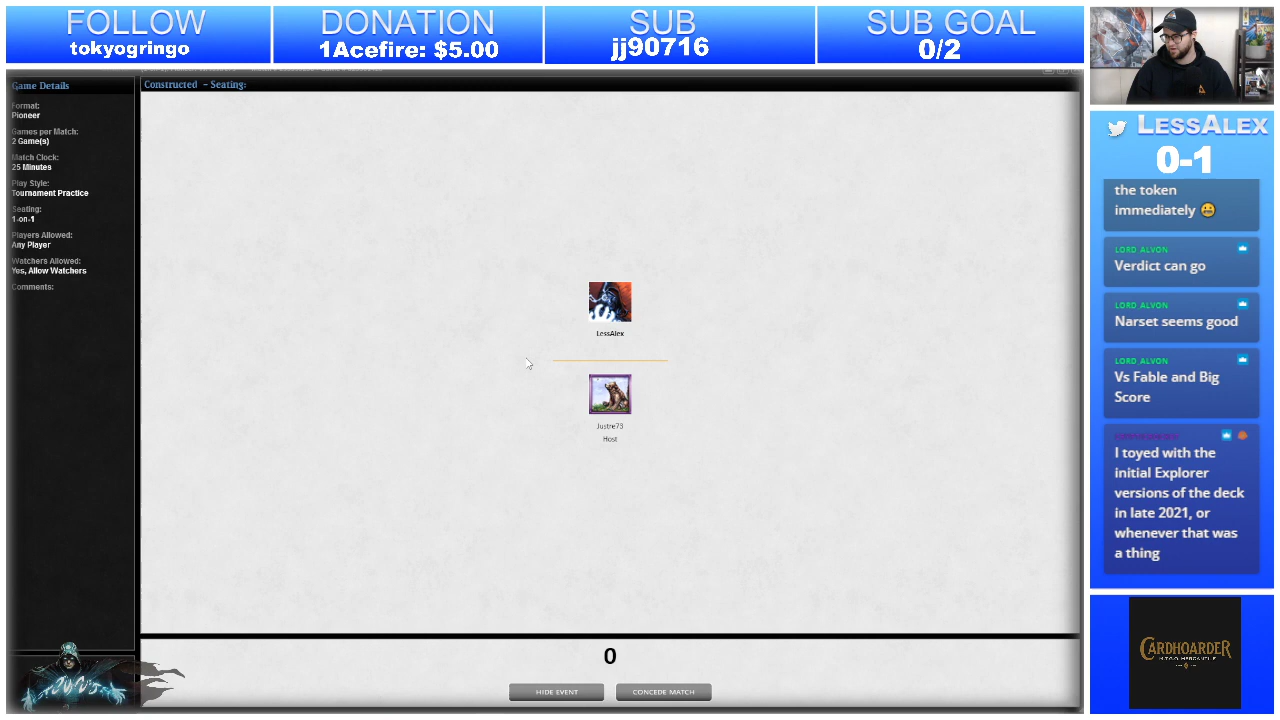 FOLLOW
tokyogringo
DONATION
1Acefire: $5.00
SUB
jj90716
SUB GOAL
0/2
Game Details
Format:
Pioneer
Games per Match:
2 Game(s)
Match Clock:
25 Minutes
Play Style:
Tournament Practice
Seating:
1-on-1
Players Allowed:
Any Player
Watchers Allowed:
Yes, Allow Watchers
Comments:
Constructed - Seating:
LessAlex
Justre73
Host
0
HIDE EVENT
CONCEDE MATCH
LESSALEX
0-1
the token
immediately 😀
LORD_ALVON
Verdict can go
LORD_ALVON
Narset seems good
LORD_ALVON
Vs Fable and Big
Score
I toyed with the
initial Explorer
versions of the deck
in late 2021, or
whenever that was
a thing
CARDHOARDER